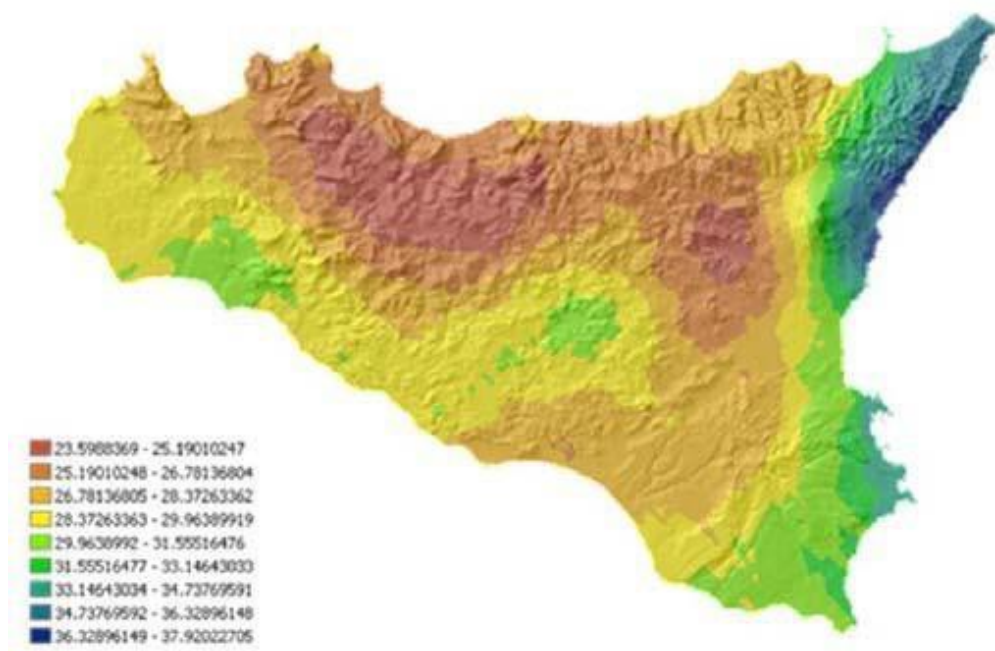 23.5988369 - 25.19010247
25.19010248 - 26.78136804
26.78136805 - 28.37263362
28.37263363 - 29.96389919
29.9638992 - 31.55516476
31.55516477 - 33.14643033
33.14643034 - 34.73769591
34.73769592 - 36.32896148
36.32896149 - 37.92022705